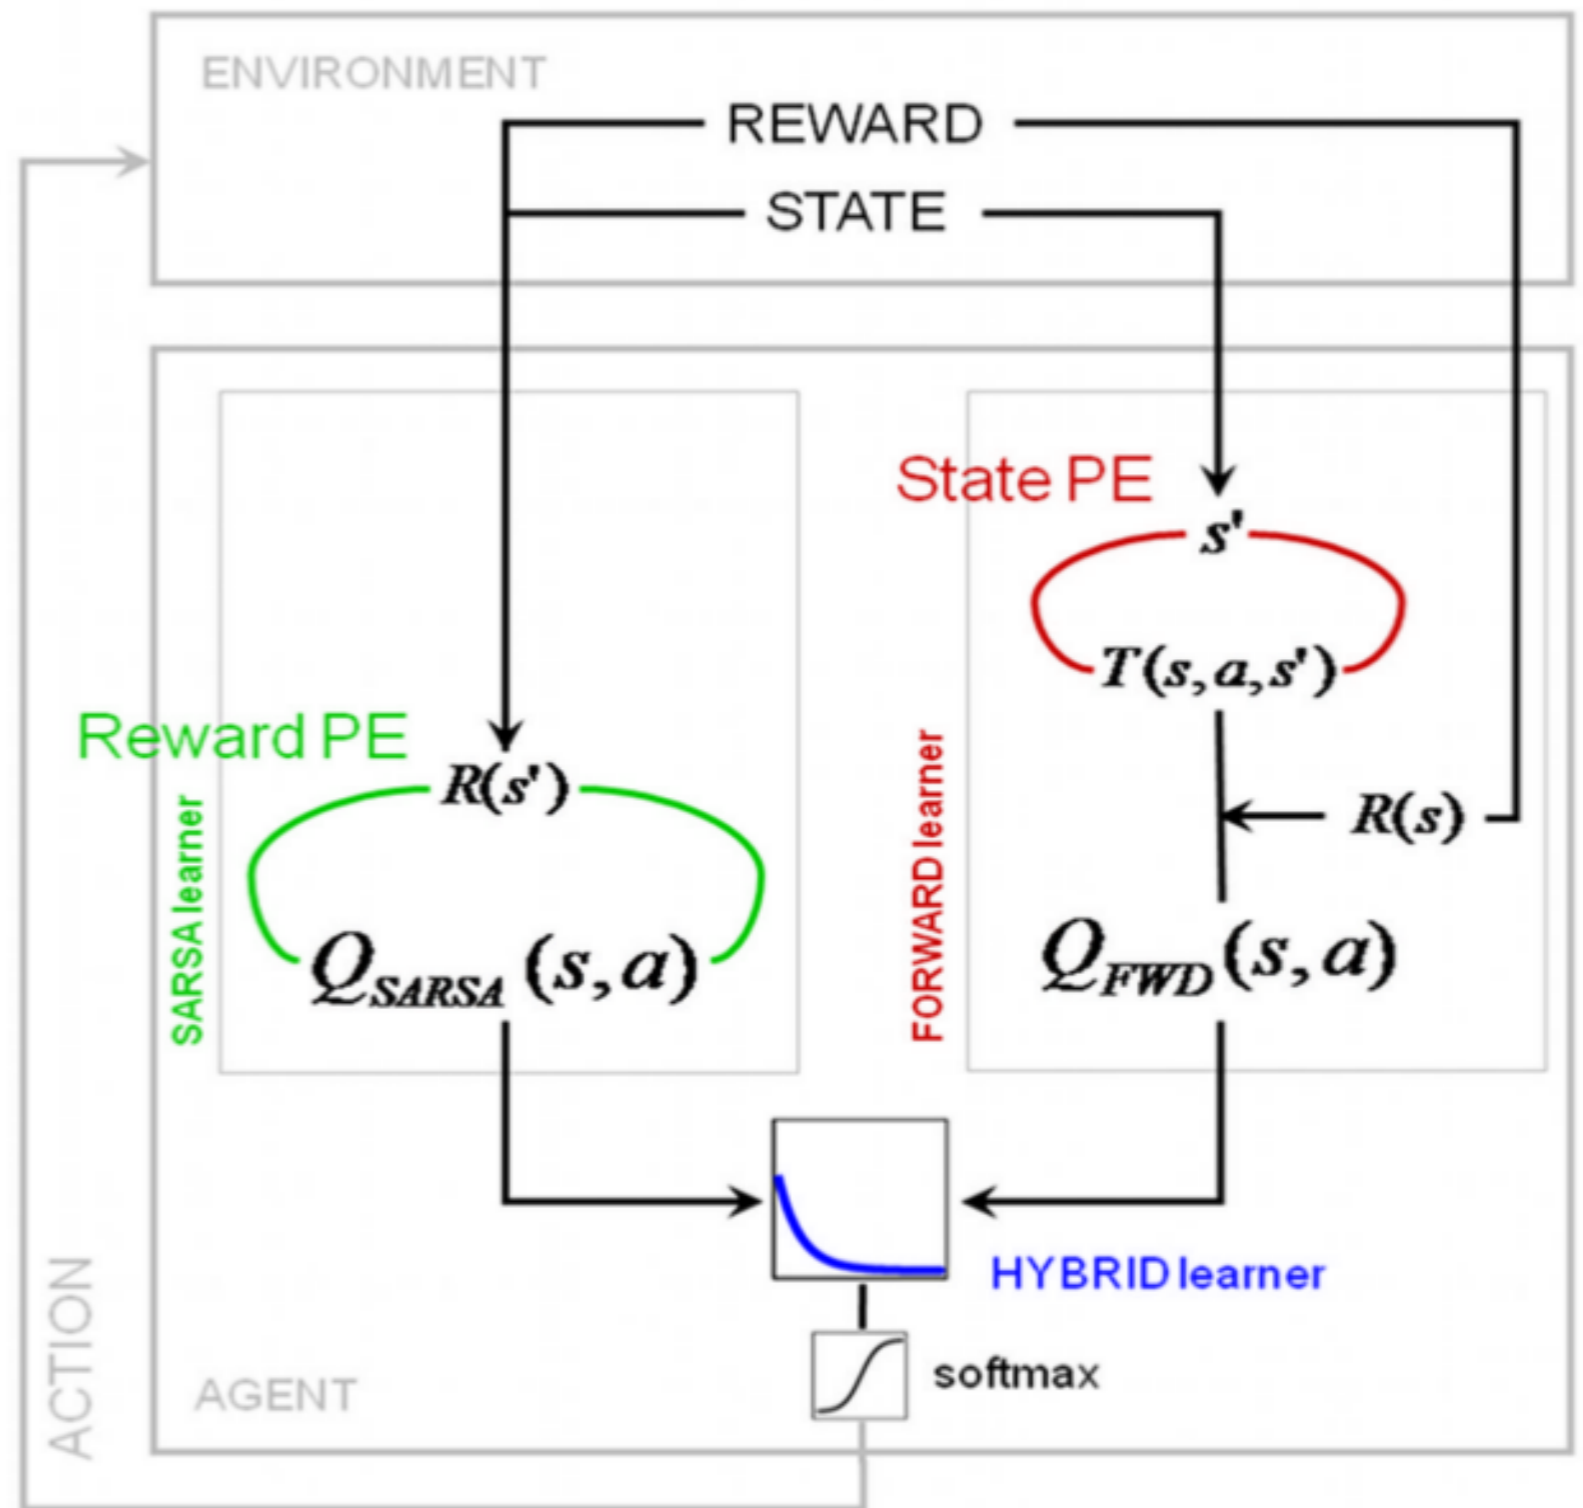 ENVIRONMENT
REWARD
STATE
State PE
s'
T(s,a,s')
Reward PE
R(s')
R(s)
SARSA learner
FORWARD learner
Q_SARSA (s,a)
Q_FWD (s,a)
HYBRID learner
softmax
AGENT
ACTION